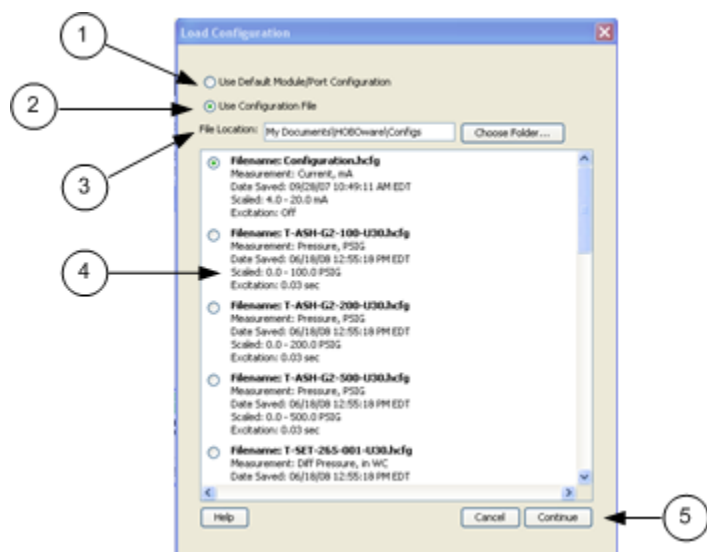 Load Configuration
1
Use Default Module/Port Configuration
2
Use Configuration File
File Location: My Documents\HOBOware\Configs Choose Folder...
3
Filename: Configuration.hcfg
Measurement: Current, mA
Date Saved: 09/28/07 10:49:11 AM EDT
Scaled: 4.0 - 20.0 mA
Excitation: Off
Filename: T-ASH-G2-100-U30.hcfg
Measurement: Pressure, PSIG
Date Saved: 06/18/08 12:55:18 PM EDT
4
Scaled: 0.0 - 100.0 PSIG
Excitation: 0.03 sec
Filename: T-ASH-G2-200-U30.hcfg
Measurement: Pressure, PSIG
Date Saved: 06/18/08 12:55:18 PM EDT
Scaled: 0.0 - 200.0 PSIG
Excitation: 0.03 sec
Filename: T-ASH-G2-500-U30.hcfg
Measurement: Pressure, PSIG
Date Saved: 06/18/08 12:55:18 PM EDT
Scaled: 0.0 - 500.0 PSIG
Excitation: 0.03 sec
Filename: T-SET-265-001-U30.hcfg
Measurement: Diff Pressure, in WC
Date Saved: 06/18/08 12:55:18 PM EDT
Help Cancel Continue
5